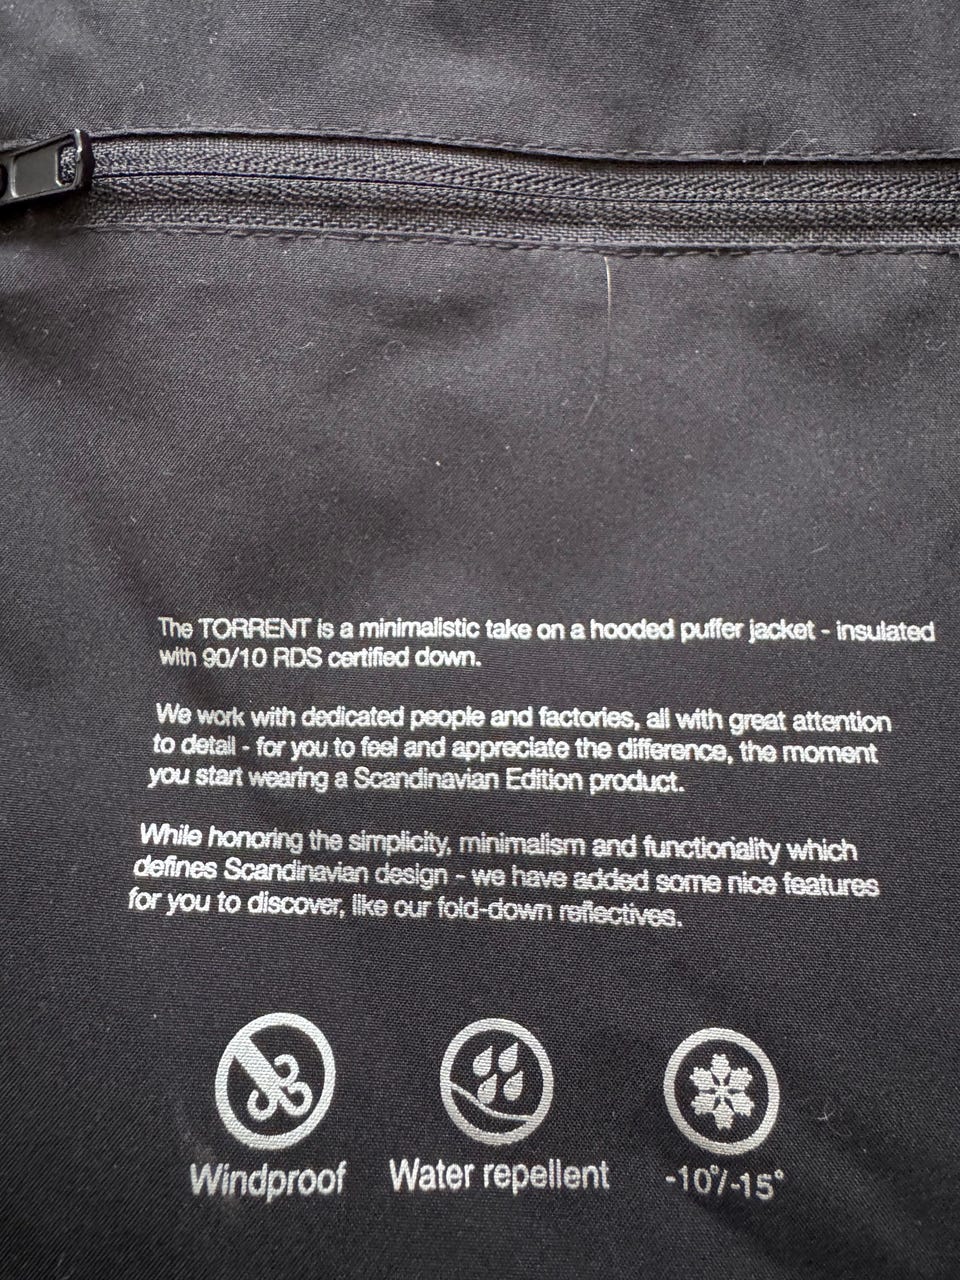 The TORRENT is a minimalistic take on a hooded puffer jacket - insulated
with 90/10 RDS certified down.
We work with dedicated people and factories, all with great attention
to detail - for you to feel and appreciate the difference, the moment
you start wearing a Scandinavian Edition product.
While honoring the simplicity, minimalism and functionality which
defines Scandinavian design - we have added some nice features
for you to discover, like our fold-down reflectives.
Windproof Water repellent -10°/-15°